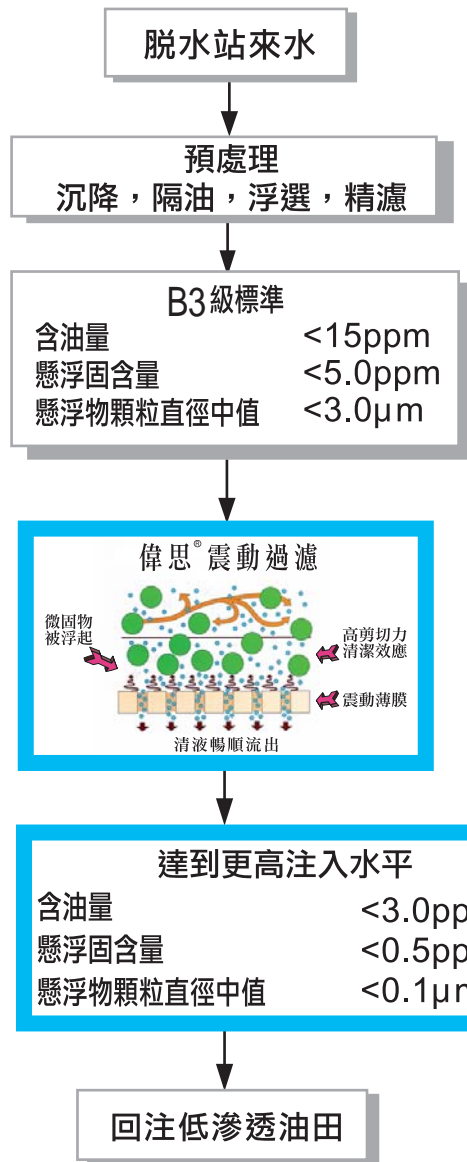 脱水站來水
預處理
沉降，隔油，浮選，精濾
B3級標準
含油量 <15ppm
懸浮固含量 <5.0ppm
懸浮物顆粒直徑中值 <3.0μm
偉思®震動過濾
微固物
被浮起
高剪切力
清潔效應
震動薄膜
清液暢順流出
達到更高注入水平
含油量 <3.0pp
懸浮固含量 <0.5pp
懸浮物顆粒直徑中值 <0.1μm
回注低滲透油田